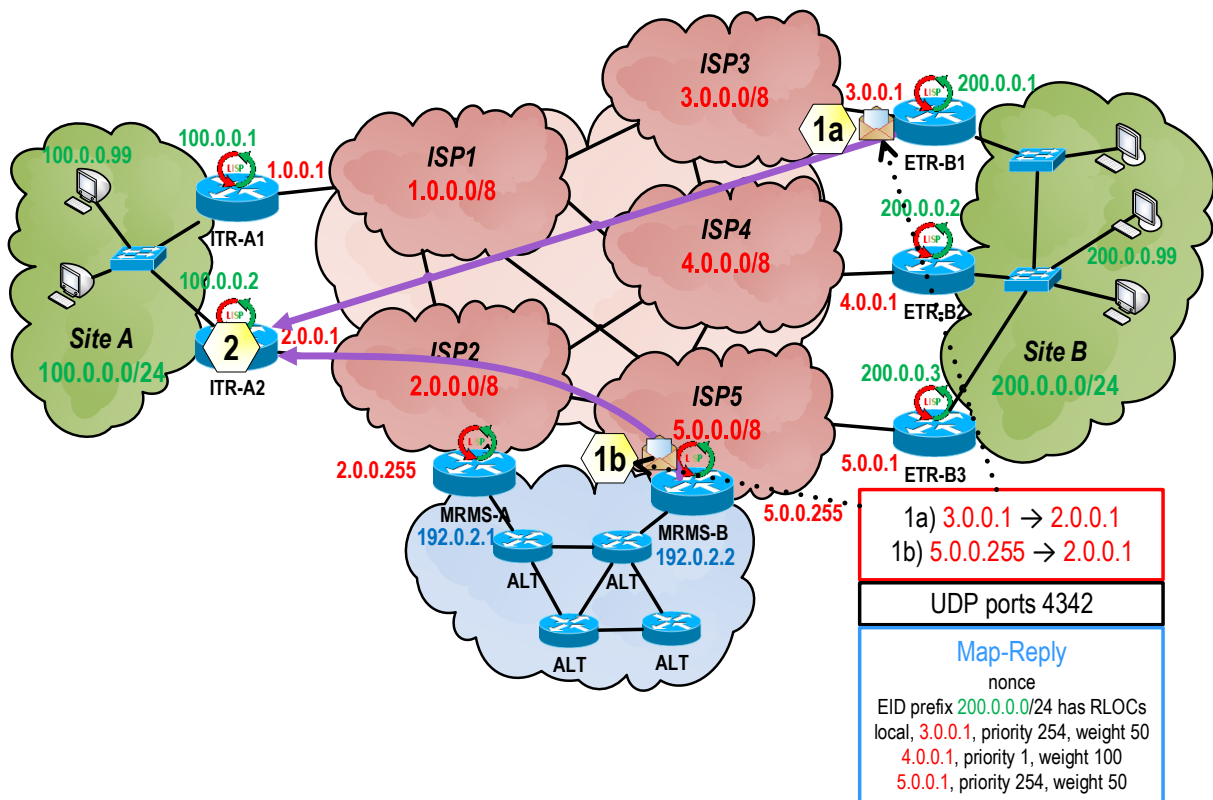 ISP3
3.0.0.0/8
3.0.0.1
200.0.0.1
LISP
1a
ETR-B1
100.0.0.1
100.0.0.99
LISP
1.0.0.1
ITR-A1
ISP1
1.0.0.0/8
200.0.0.2
LISP
ISP4
4.0.0.0/8
4.0.0.1
ETR-B2
200.0.0.99
100.0.0.2
LISP
2
2.0.0.1
ITR-A2
Site A
100.0.0.0/24
ISP2
2.0.0.0/8
Site B
200.0.0.0/24
200.0.0.3
LISP
ISP5
5.0.0.0/8
5.0.0.1
ETR-B3
LISP
2.0.0.255
MRMS-A
192.0.2.1
1b
LISP
5.0.0.255
MRMS-B
192.0.2.2
ALT
ALT
ALT
ALT
1a) 3.0.0.1 → 2.0.0.1
1b) 5.0.0.255 → 2.0.0.1
UDP ports 4342
Map-Reply
nonce
EID prefix 200.0.0.0/24 has RLOCs
local, 3.0.0.1, priority 254, weight 50
4.0.0.1, priority 1, weight 100
5.0.0.1, priority 254, weight 50